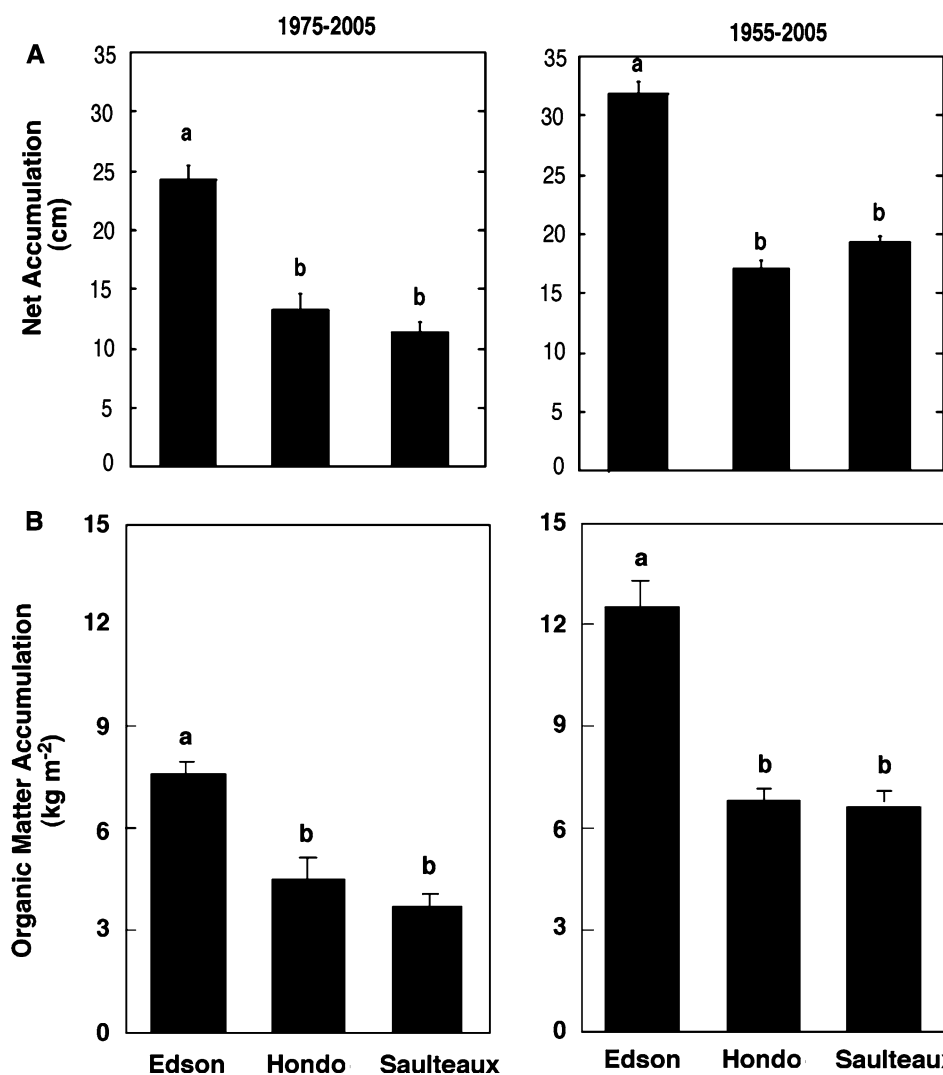 1975-2005
1955-2005
A
35
30
25
20
15
10
5
0
Net Accumulation
(cm)
a
b
b
35
30
25
20
15
10
5
0
a
b
b
B
15
12
9
6
3
0
Organic Matter Accumulation
(kg m-2)
a
b
b
15
12
9
6
3
0
a
b
b
Edson Hondo Saulteaux
Edson Hondo Saulteaux